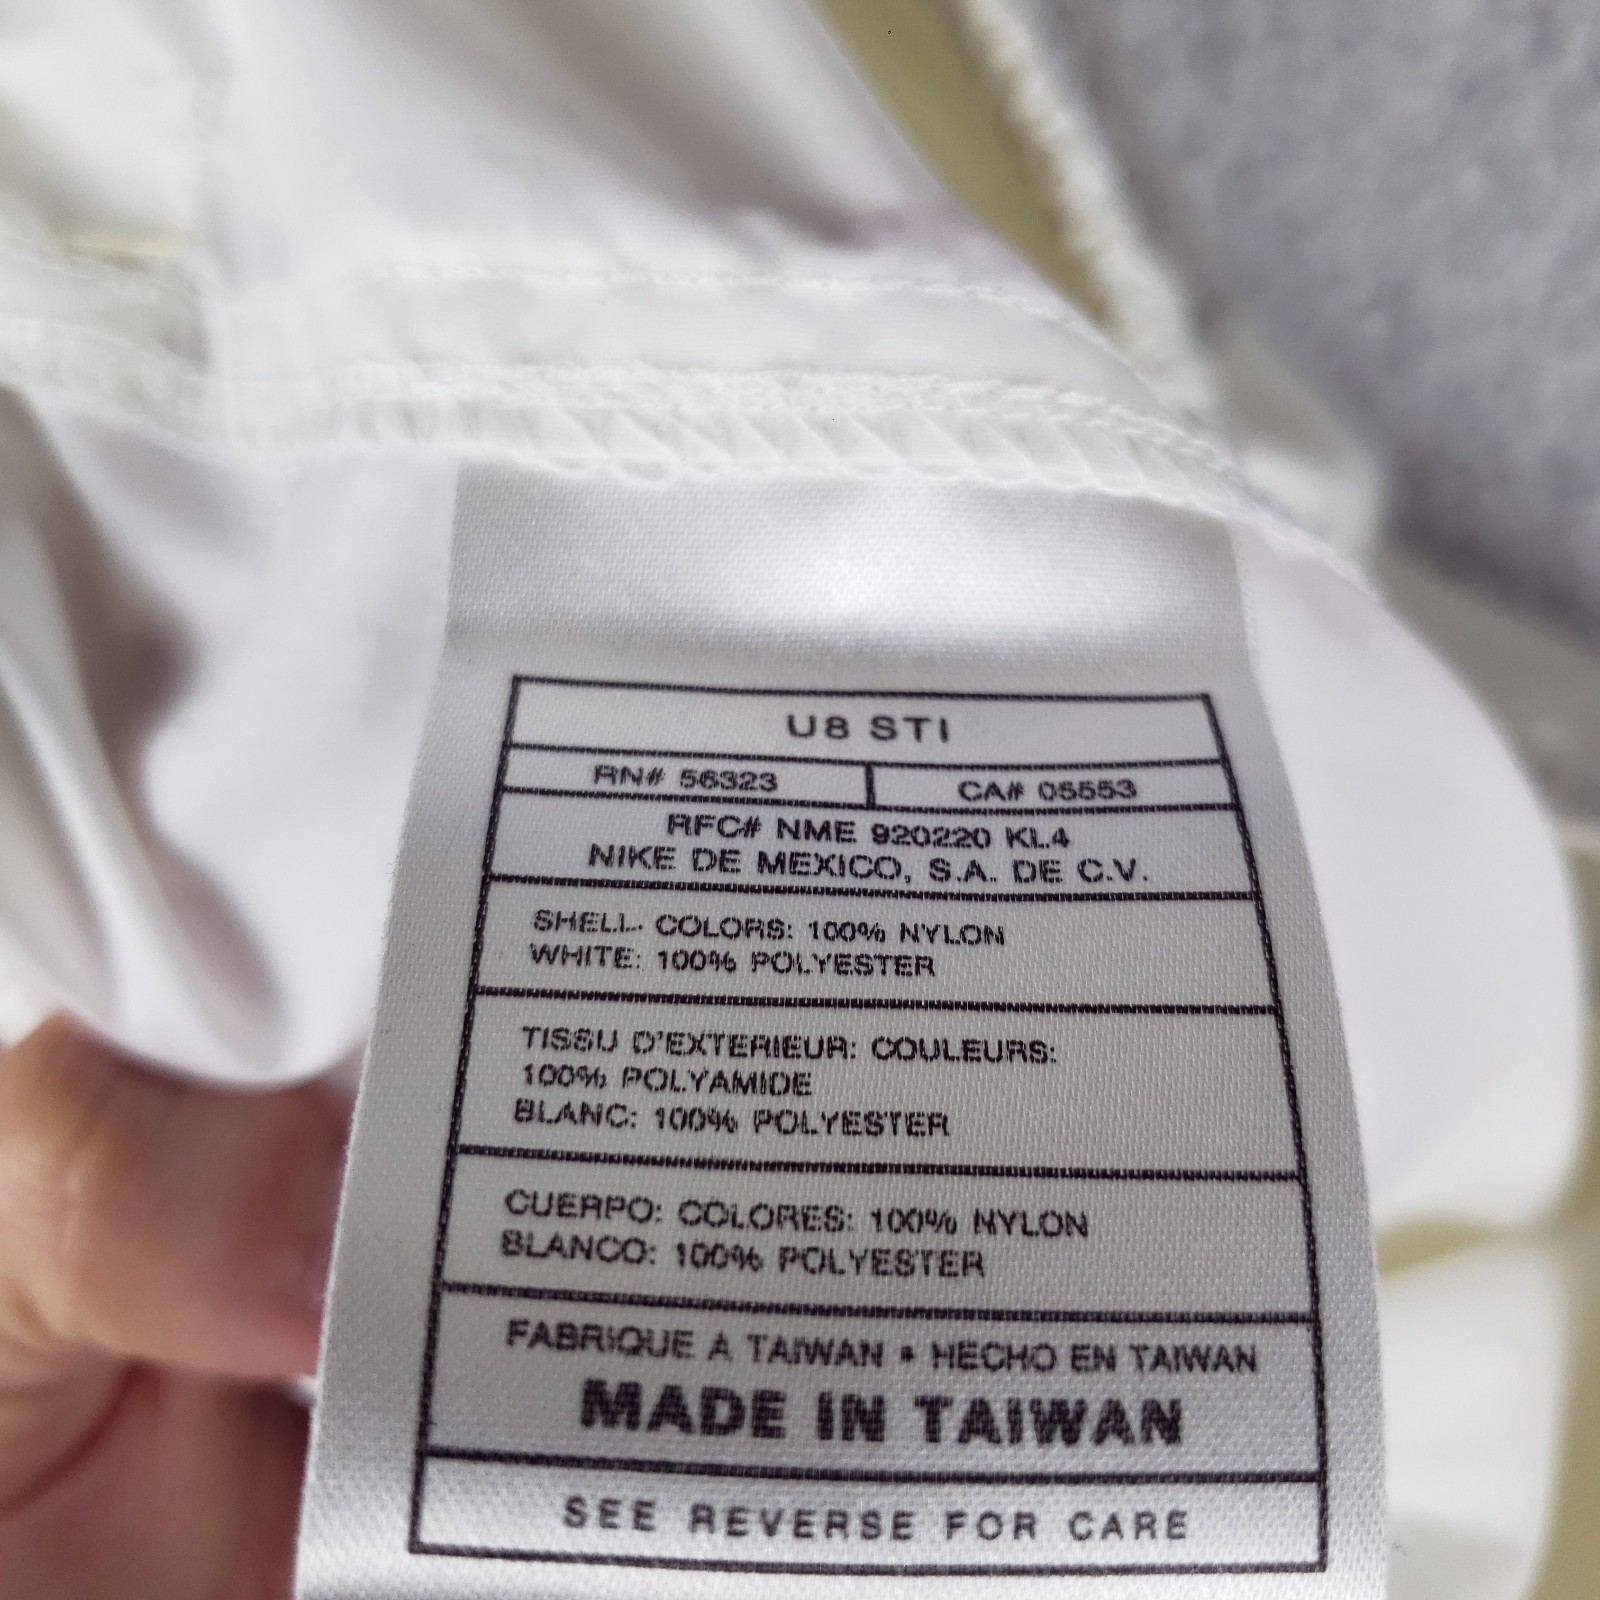 U8 STI
RN# 56323
CA# 05553
RFC# NME 920220 KL4
NIKE DE MEXICO, S.A. DE C.V.
SHELL. COLORS: 100% NYLON
WHITE: 100% POLYESTER
TISSU D'EXTERIEUR: COULEURS:
100% POLYAMIDE
BLANC: 100% POLYESTER
CUERPO: COLORES: 100% NYLON
BLANCO: 100% POLYESTER
FABRIQUE A TAIWAN • HECHO EN TAIWAN
MADE IN TAIWAN
SEE REVERSE FOR CARE